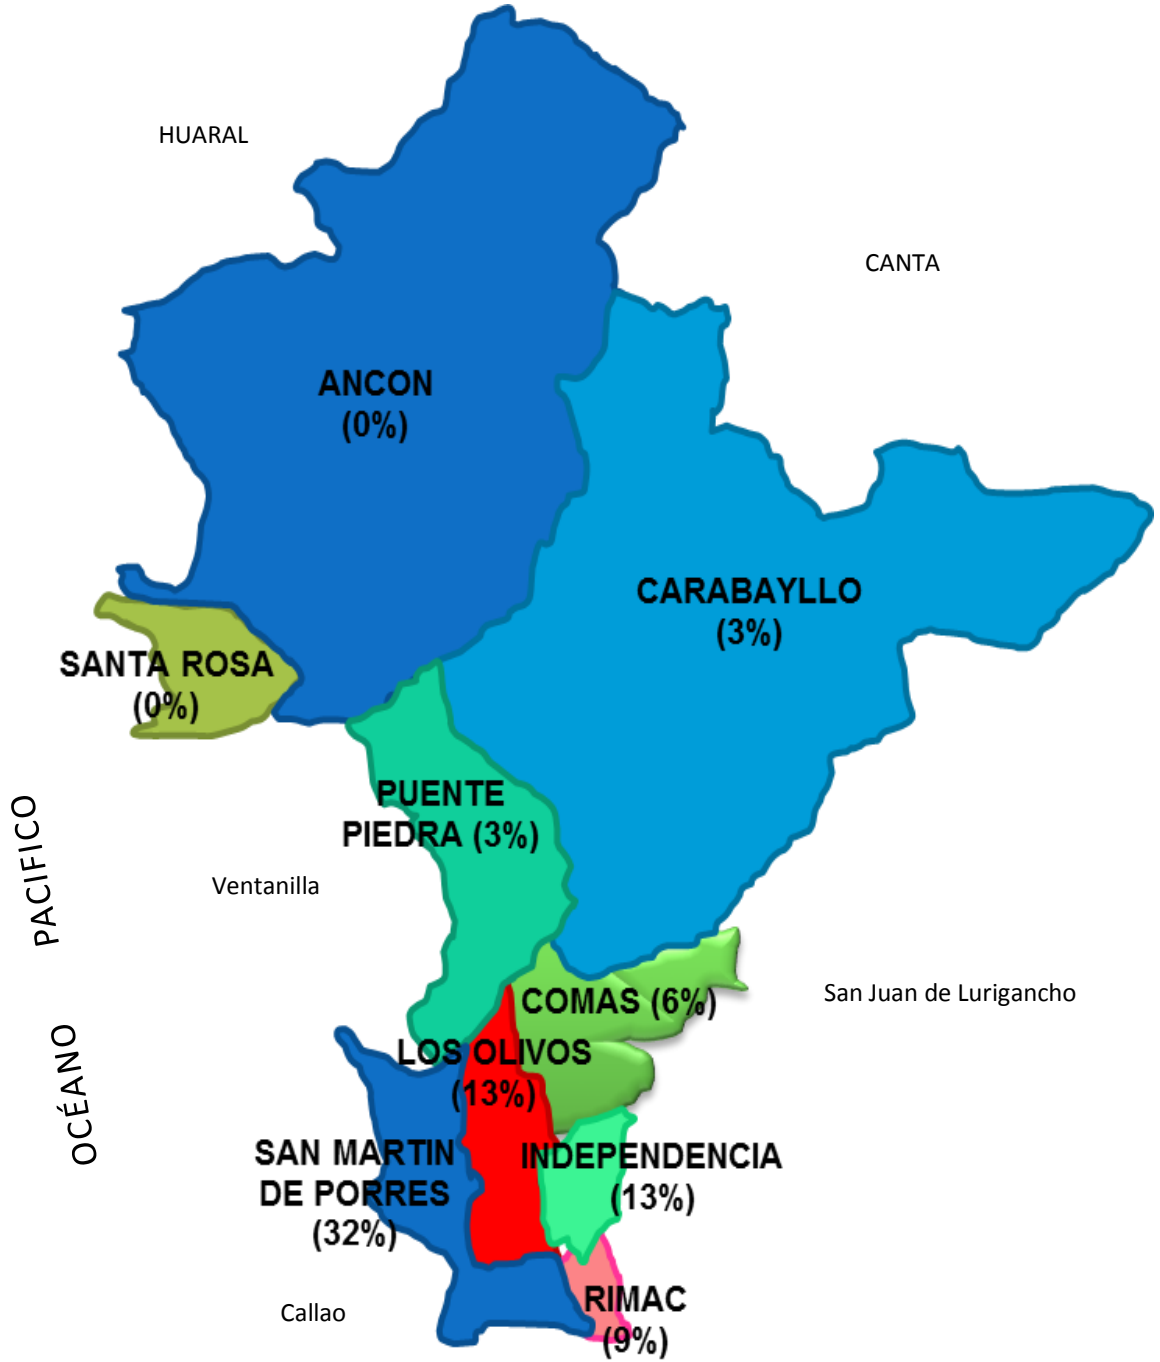 HUARAL
CANTA
ANCON
(0%)
CARABAYLLO
(3%)
SANTA ROSA
(0%)
PUENTE
PIEDRA (3%)
PACIFICO
Ventanilla
San Juan de Lurigancho
COMAS (6%)
OCÉANO
LOS OLIVOS
(13%)
SAN MARTIN
DE PORRES
(32%)
INDEPENDENCIA
(13%)
Callao
RIMAC
(9%)